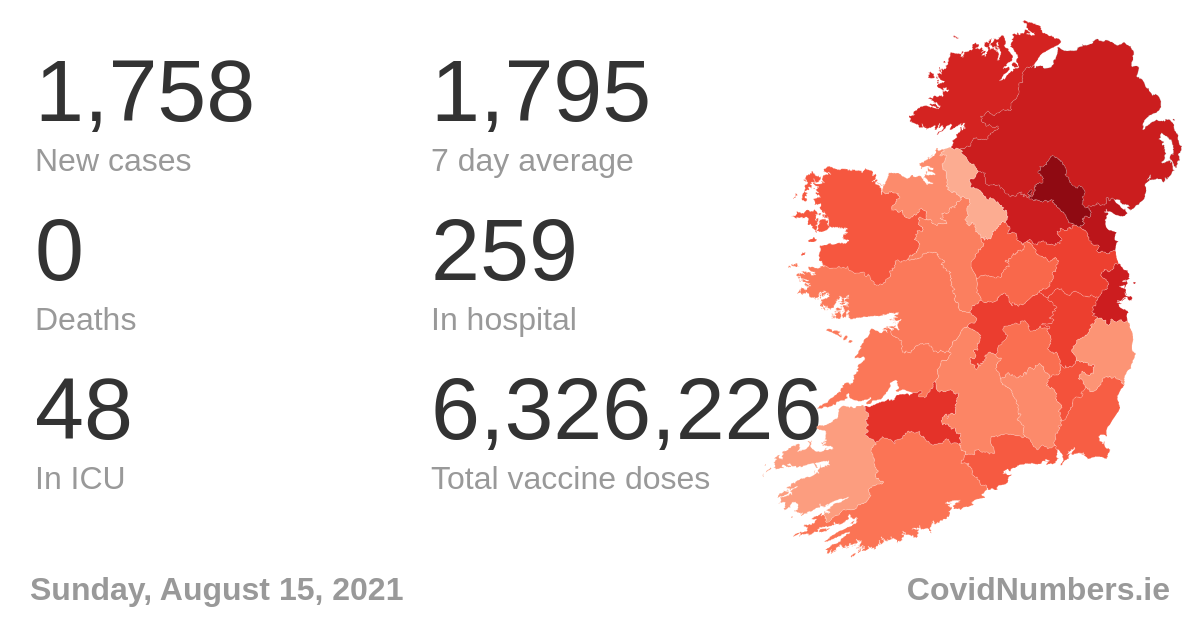 1,758
1,795
New cases
7 day average
0
259
Deaths
In hospital
48
6,326,226
In ICU
Total vaccine doses
Sunday, August 15, 2021
CovidNumbers.ie